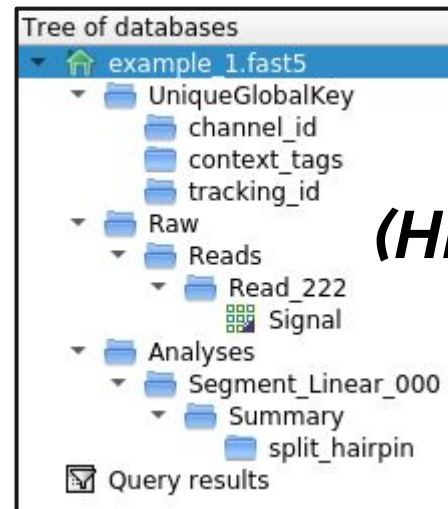 Tree of databases
example_1.fast5
UniqueGlobalKey
channel_id
context_tags
tracking_id
Raw
Reads
Read_222
Signal
Analyses
Segment_Linear_000
Summary
split_hairpin
Query results